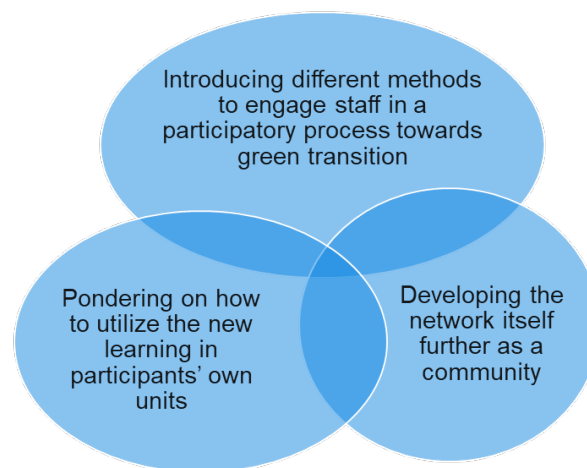 Introducing different methods
to engage staff in a
participatory process towards
green transition
Pondering on how
to utilize the new
learning in
participants’ own
units
Developing the
network itself
further as a
community